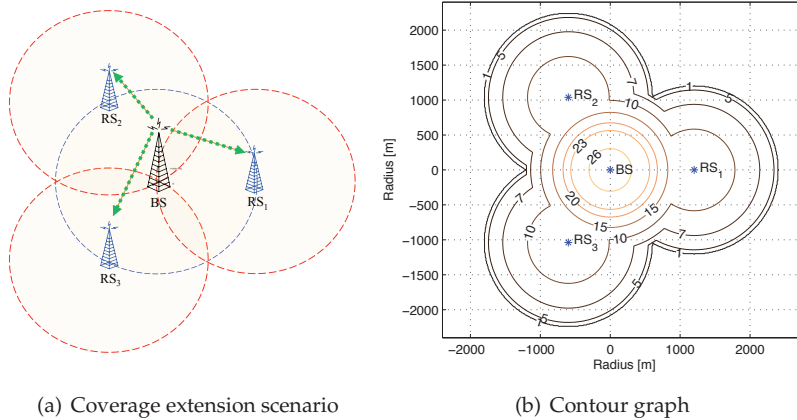 RS2
BS
RS1
RS3
(a) Coverage extension scenario
Radius [m]
2000
1500
1000
500
0
−500
−1000
−1500
−2000
−2000
−1000
0
1000
2000
Radius [m]
1
5
7
10
RS2
1
5
23
26
BS
RS1
20
15
15
7
10
RS3
10
7
5
1
5
1
(b) Contour graph